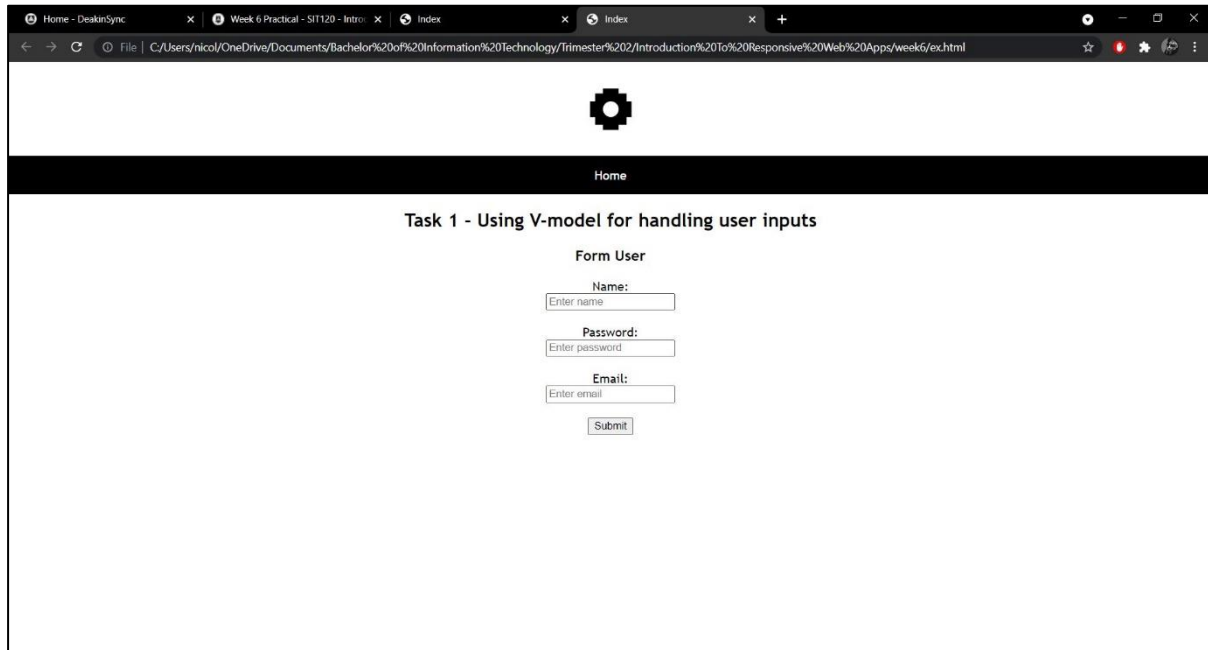 Home - DeakinSync
Week 6 Practical - SIT120 - Introd
Index
Index
File | C:/Users/nicol/OneDrive/Documents/Bachelor%20of%20Information%20Technology/Trimester%202/Introduction%20To%20Responsive%20Web%20Apps/week6/ex.html
Home
Task 1 - Using V-model for handling user inputs
Form User
Name:
Enter name
Password:
Enter password
Email:
Enter email
Submit